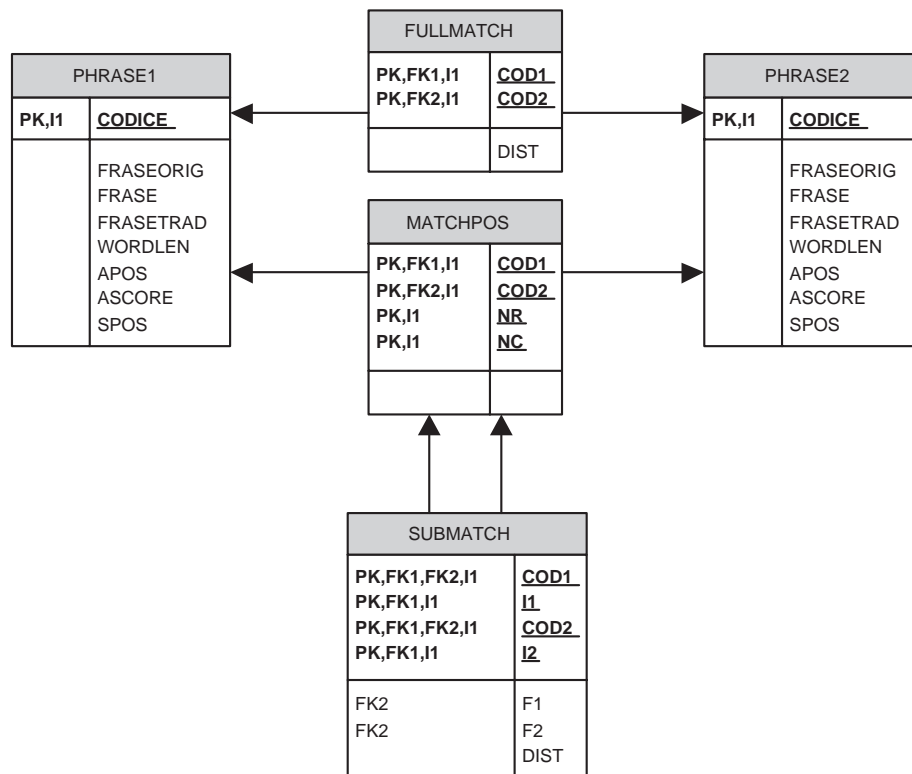 FULLMATCH
PK,FK1,I1 COD1
PK,FK2,I1 COD2
DIST
PHRASE1
PK,I1 CODICE
FRASEORIG
FRASE
FRASETRAD
WORDLEN
APOS
ASCORE
SPOS
PHRASE2
PK,I1 CODICE
FRASEORIG
FRASE
FRASETRAD
WORDLEN
APOS
ASCORE
SPOS
MATCHPOS
PK,FK1,I1 COD1
PK,FK2,I1 COD2
PK,I1 NR
PK,I1 NC
SUBMATCH
PK,FK1,FK2,I1 COD1
PK,FK1,I1 I1
PK,FK1,FK2,I1 COD2
PK,FK1,I1 I2
FK2 F1
FK2 F2
DIST